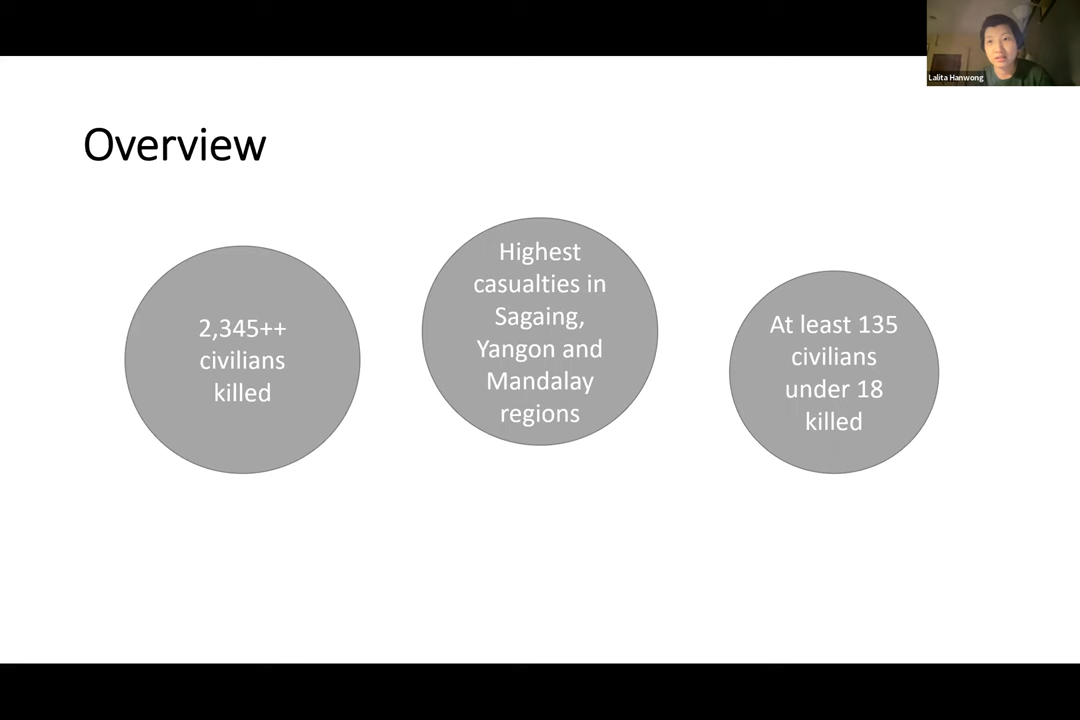 Lalita Hanwong
Overview
2,345++
civilians
killed
Highest
casualties in
Sagaing,
Yangon and
Mandalay
regions
At least 135
civilians
under 18
killed